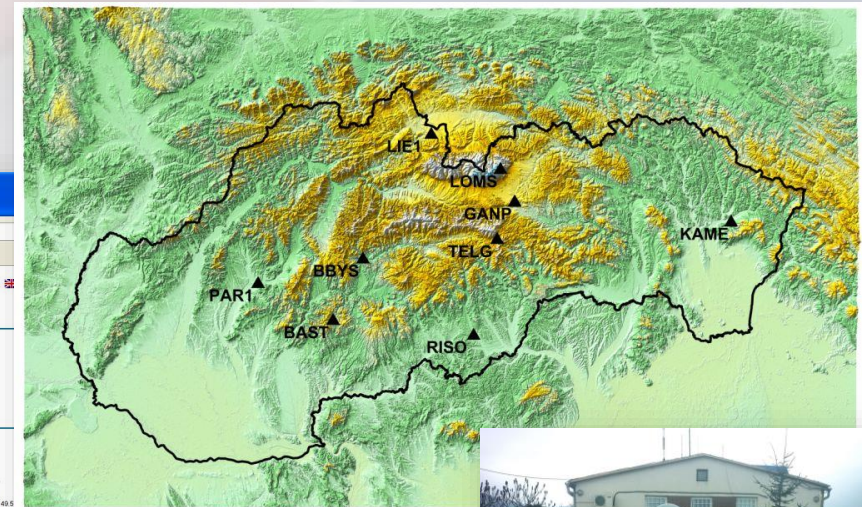 LIE1
LOMS
GANP
KAME
TELG
BBYS
PAR1
BAST
RISO
49.5